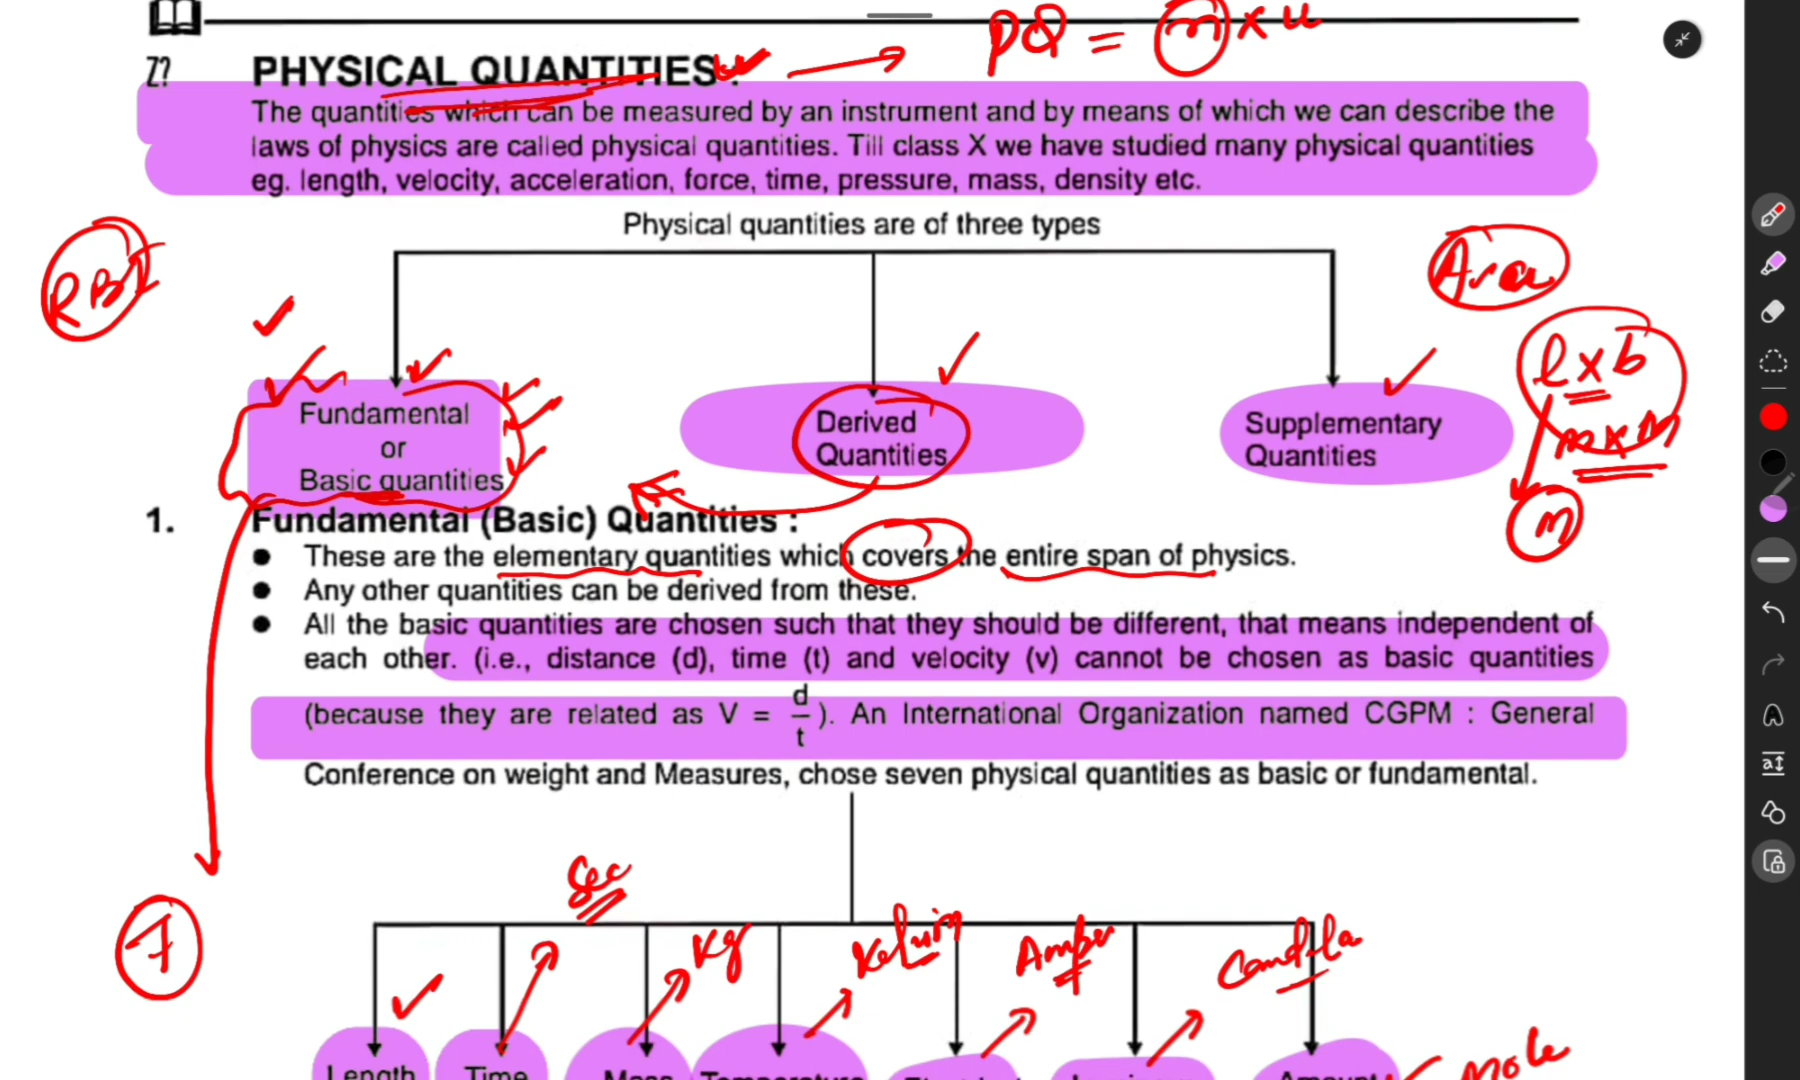 PQ = m x u
Z?
PHYSICAL QUANTITIES :
The quantities which can be measured by an instrument and by means of which we can describe the
laws of physics are called physical quantities. Till class X we have studied many physical quantities
eg. length, velocity, acceleration, force, time, pressure, mass, density etc.
Physical quantities are of three types
RBI
Area
l x b
m x m
m
Fundamental
or
Basic quantities
Derived
Quantities
Supplementary
Quantities
1. Fundamental (Basic) Quantities :
● These are the elementary quantities which covers the entire span of physics.
● Any other quantities can be derived from these.
● All the basic quantities are chosen such that they should be different, that means independent of
each other. (i.e., distance (d), time (t) and velocity (v) cannot be chosen as basic quantities
(because they are related as V = d/t ). An International Organization named CGPM : General
Conference on weight and Measures, chose seven physical quantities as basic or fundamental.
7
Sec
Kg
Kelvin
Candela
Length
Time
Mass
Temperature
Amount
mole